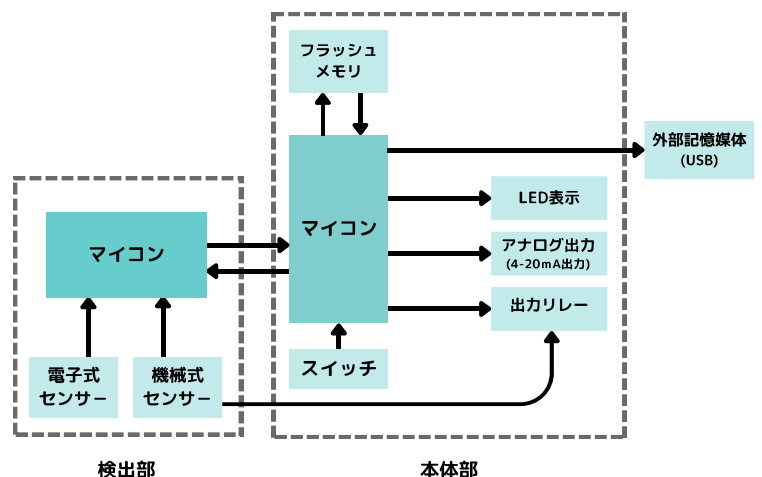 フラッシュ
メモリ
外部記憶媒体
(USB)
マイコン
LED表示
アナログ出力
(4-20mA出力)
出力リレー
スイッチ
マイコン
電子式
センサー
機械式
センサー
検出部
本体部